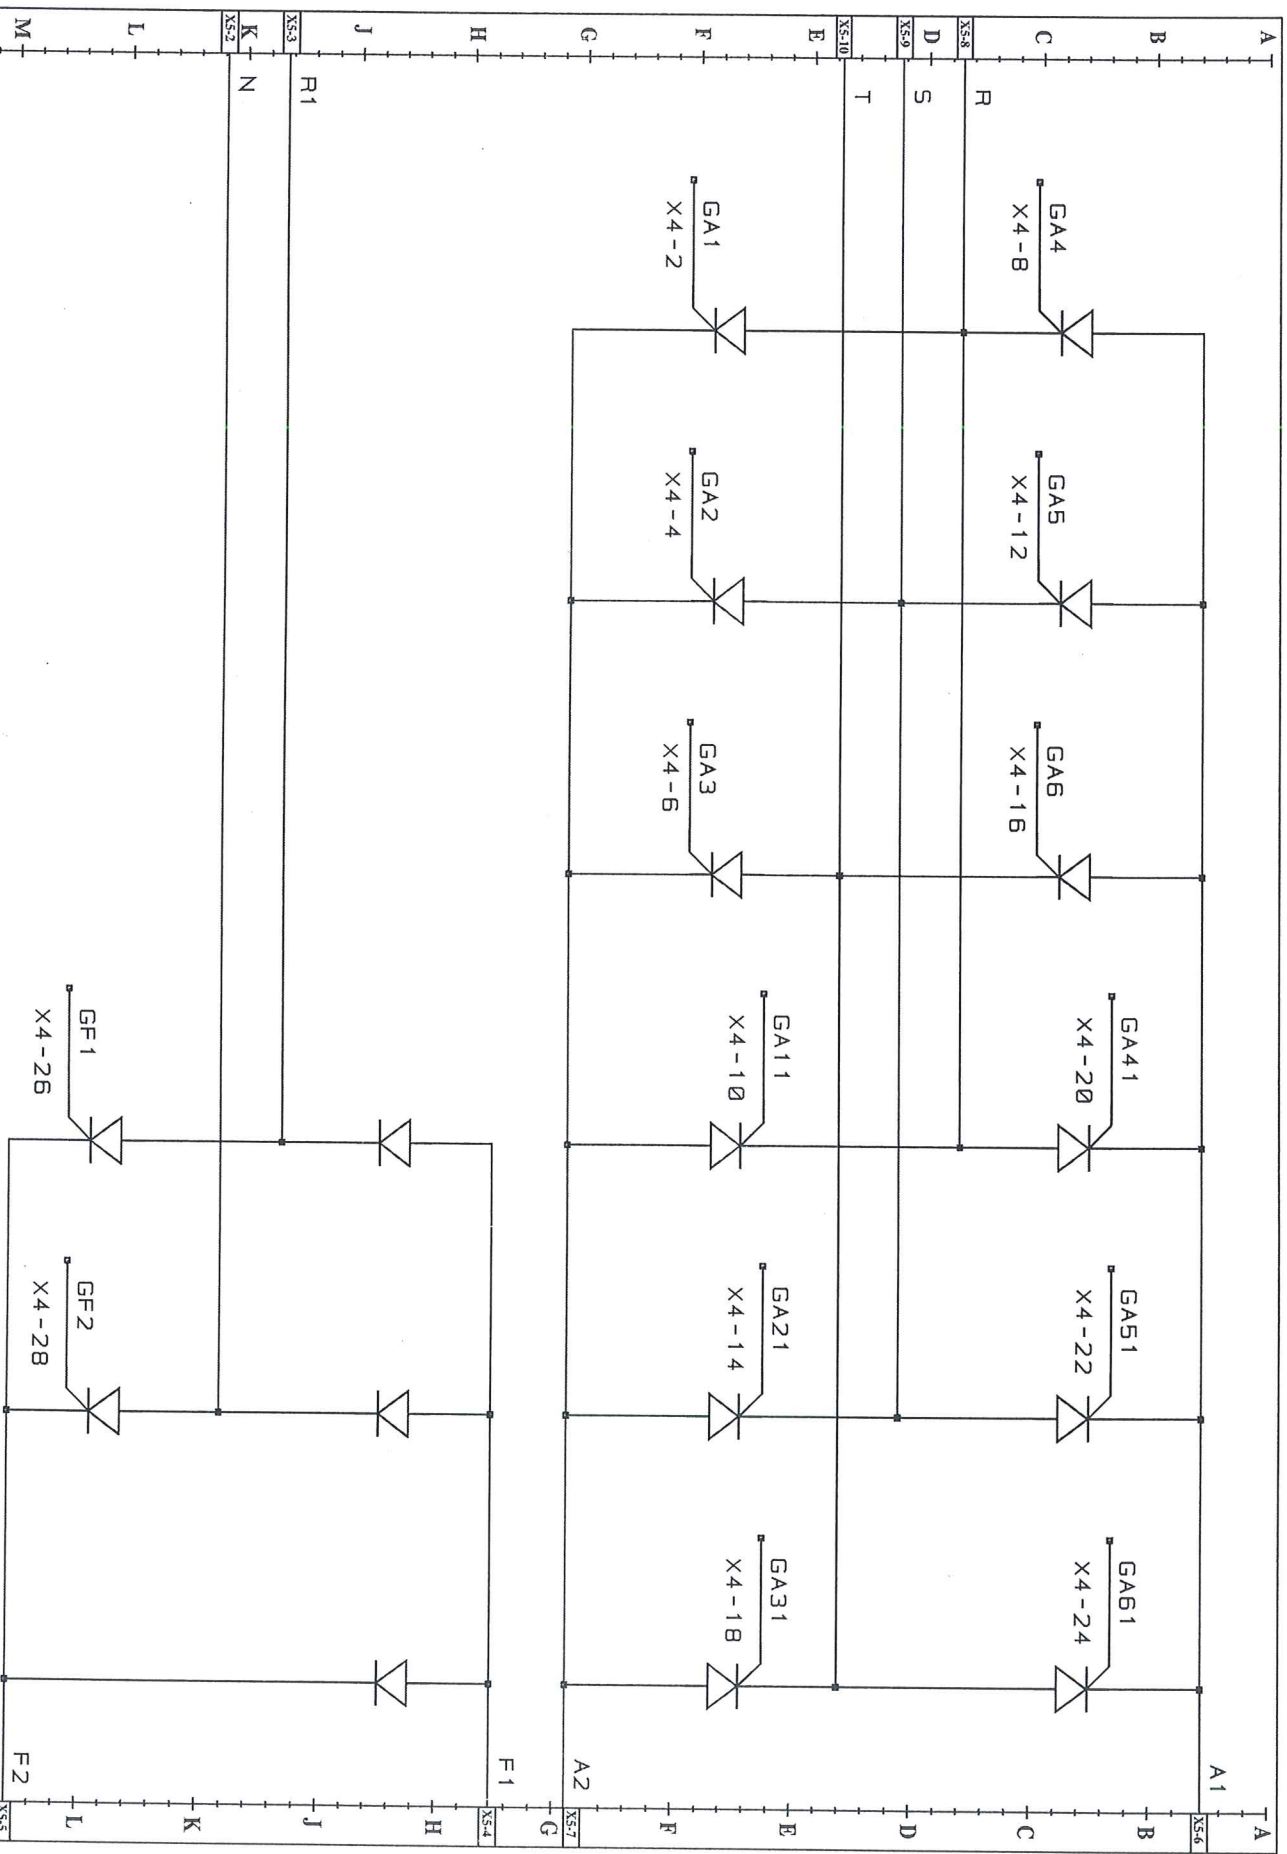 A
A
A1
X5-6
B
B
GA4
X4-8
GA5
X4-12
GA6
X4-16
GA41
X4-20
GA51
X4-22
GA61
X4-24
C
C
R
X5-8
D
D
S
X5-9
T
X5-10
E
E
GA1
X4-2
GA2
X4-4
GA3
X4-6
GA11
X4-10
GA21
X4-14
GA31
X4-18
F
F
A2
X5-7
G
G
F1
X5-4
H
H
J
J
R1
X5-3
K
K
N
X5-2
GF1
X4-26
GF2
X4-28
L
L
F2
X5-5
M